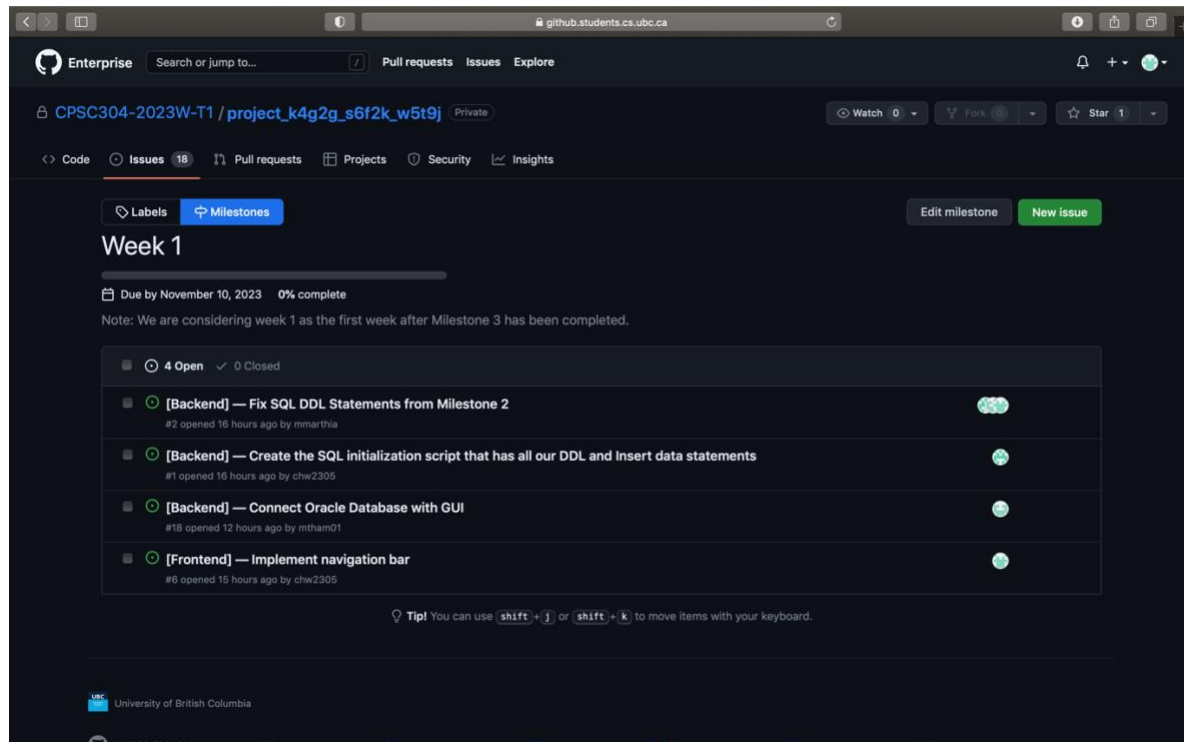 github.students.cs.ubc.ca
Enterprise Search or jump to... / Pull requests Issues Explore
CPSC304-2023W-T1 / project_k4g2g_s6f2k_w5t9j Private Watch 0 Fork 0 Star 1
<> Code Issues 18 Pull requests Projects Security Insights
Labels Milestones Edit milestone New issue
Week 1
Due by November 10, 2023 0% complete
Note: We are considering week 1 as the first week after Milestone 3 has been completed.
4 Open 0 Closed
[Backend] — Fix SQL DDL Statements from Milestone 2
#2 opened 16 hours ago by mmarthia
[Backend] — Create the SQL initialization script that has all our DDL and Insert data statements
#1 opened 16 hours ago by chw2305
[Backend] — Connect Oracle Database with GUI
#18 opened 12 hours ago by mtham01
[Frontend] — Implement navigation bar
#6 opened 15 hours ago by chw2305
Tip! You can use shift+j or shift+k to move items with your keyboard.
UBC University of British Columbia